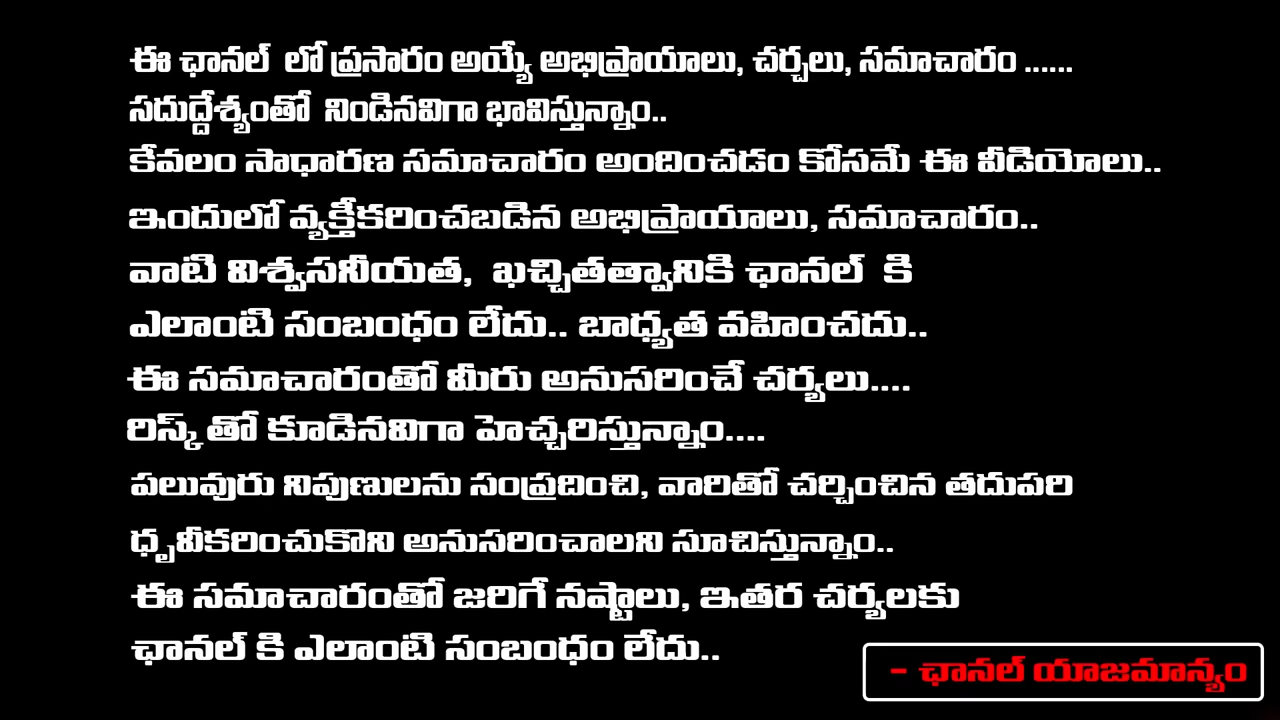 ఈ ఛానల్ లో ప్రసారం అయ్యే అభిప్రాయాలు, చర్చలు, సమాచారం ......
సదుద్దేశ్యంతో నిండినవిగా భావిస్తున్నాం..
కేవలం సాధారణ సమాచారం అందించడం కోసమే ఈ వీడియోలు..
ఇందులో వ్యక్తీకరించబడిన అభిప్రాయాలు, సమాచారం..
వాటి విశ్వసనీయత, ఖచ్చితత్వానికి ఛానల్ కి
ఎలాంటి సంబంధం లేదు.. బాధ్యత వహించదు..
ఈ సమాచారంతో మీరు అనుసరించే చర్యలు....
రిస్క్ తో కూడినవిగా హెచ్చరిస్తున్నాం....
పలువురు నిపుణులను సంప్రదించి, వారితో చర్చించిన తదుపరి
ధృవీకరించుకొని అనుసరించాలని సూచిస్తున్నాం..
ఈ సమాచారంతో జరిగే నష్టాలు, ఇతర చర్యలకు
ఛానల్ కి ఎలాంటి సంబంధం లేదు..
- ఛానల్ యాజమాన్యం